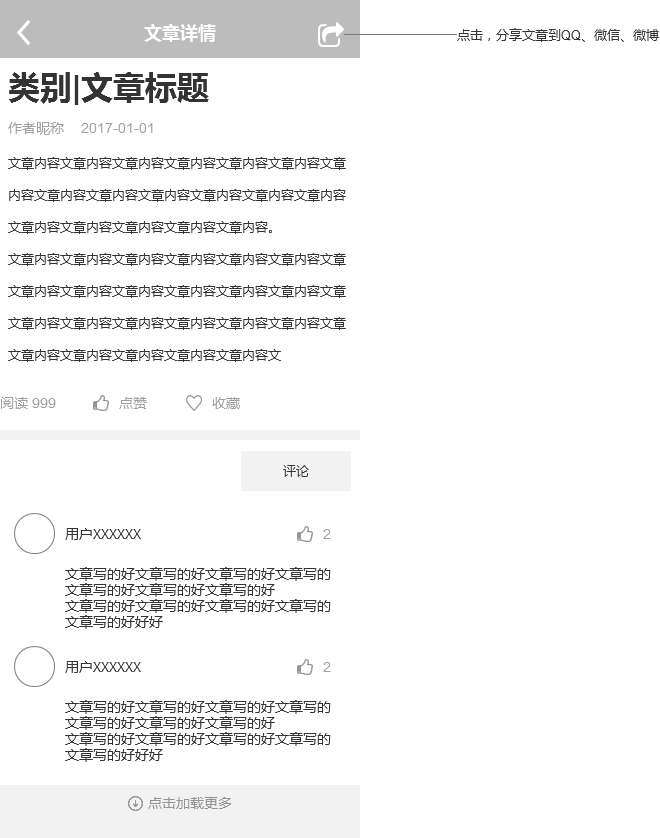 文章详情
点击，分享文章到QQ、微信、微博
类别|文章标题
作者昵称 2017-01-01
文章内容文章内容文章内容文章内容文章内容文章内容文章
内容文章内容文章内容文章内容文章内容文章内容文章内容
文章内容文章内容文章内容文章内容文章内容。
文章内容文章内容文章内容文章内容文章内容文章内容文章
文章内容文章内容文章内容文章内容文章内容文章内容文章
文章内容文章内容文章内容文章内容文章内容文章内容文章
文章内容文章内容文章内容文章内容文章内容文
阅读 999 点赞 收藏
评论
用户XXXXXX 2
文章写的好文章写的好文章写的好文章写的
文章写的好文章写的好文章写的好
文章写的好文章写的好文章写的好文章写的
文章写的好好好
用户XXXXXX 2
文章写的好文章写的好文章写的好文章写的
文章写的好文章写的好文章写的好
文章写的好文章写的好文章写的好文章写的
文章写的好好好
点击加载更多